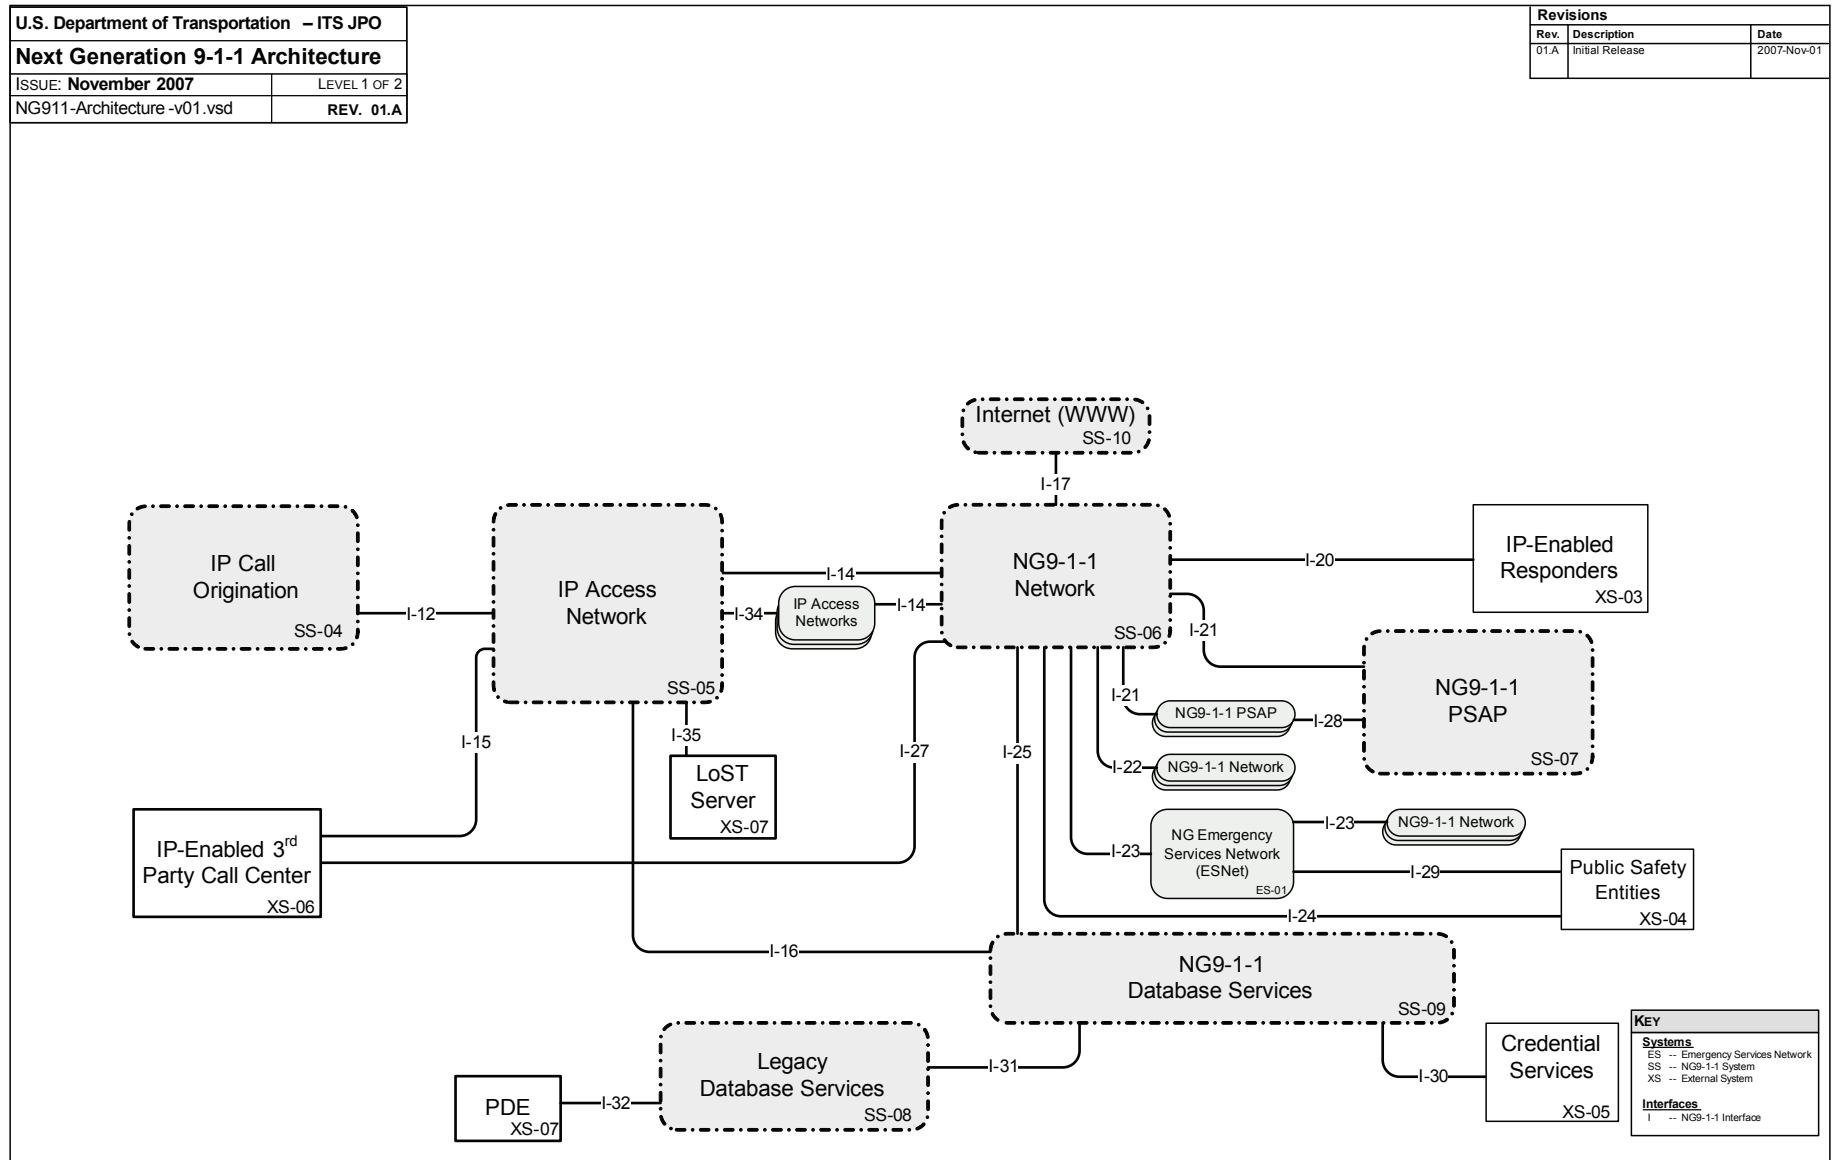 U.S. Department of Transportation – ITS JPO
Next Generation 9-1-1 Architecture
ISSUE: November 2007 LEVEL 1 OF 2
NG911-Architecture -v01.vsd REV. 01.A
Revisions
Rev. Description Date
01.A Initial Release 2007-Nov-01
Internet (WWW)
SS-10
I-17
IP Call
Origination
SS-04
I-12
IP Access
Network
SS-05
I-14
I-34
IP Access
Networks
I-14
NG9-1-1
Network
SS-06
I-20
IP-Enabled
Responders
XS-03
I-21
NG9-1-1
PSAP
SS-07
I-21
NG9-1-1 PSAP
I-28
I-15
I-35
LoST
Server
XS-07
I-27
I-25
I-22
NG9-1-1 Network
I-23
NG Emergency
Services Network
(ESNet)
ES-01
I-23
NG9-1-1 Network
I-29
I-24
Public Safety
Entities
XS-04
IP-Enabled 3rd
Party Call Center
XS-06
I-16
NG9-1-1
Database Services
SS-09
Legacy
Database Services
SS-08
I-31
I-30
Credential
Services
XS-05
PDE
XS-07
I-32
KEY
Systems
ES -- Emergency Services Network
SS -- NG9-1-1 System
XS -- External System
Interfaces
I -- NG9-1-1 Interface